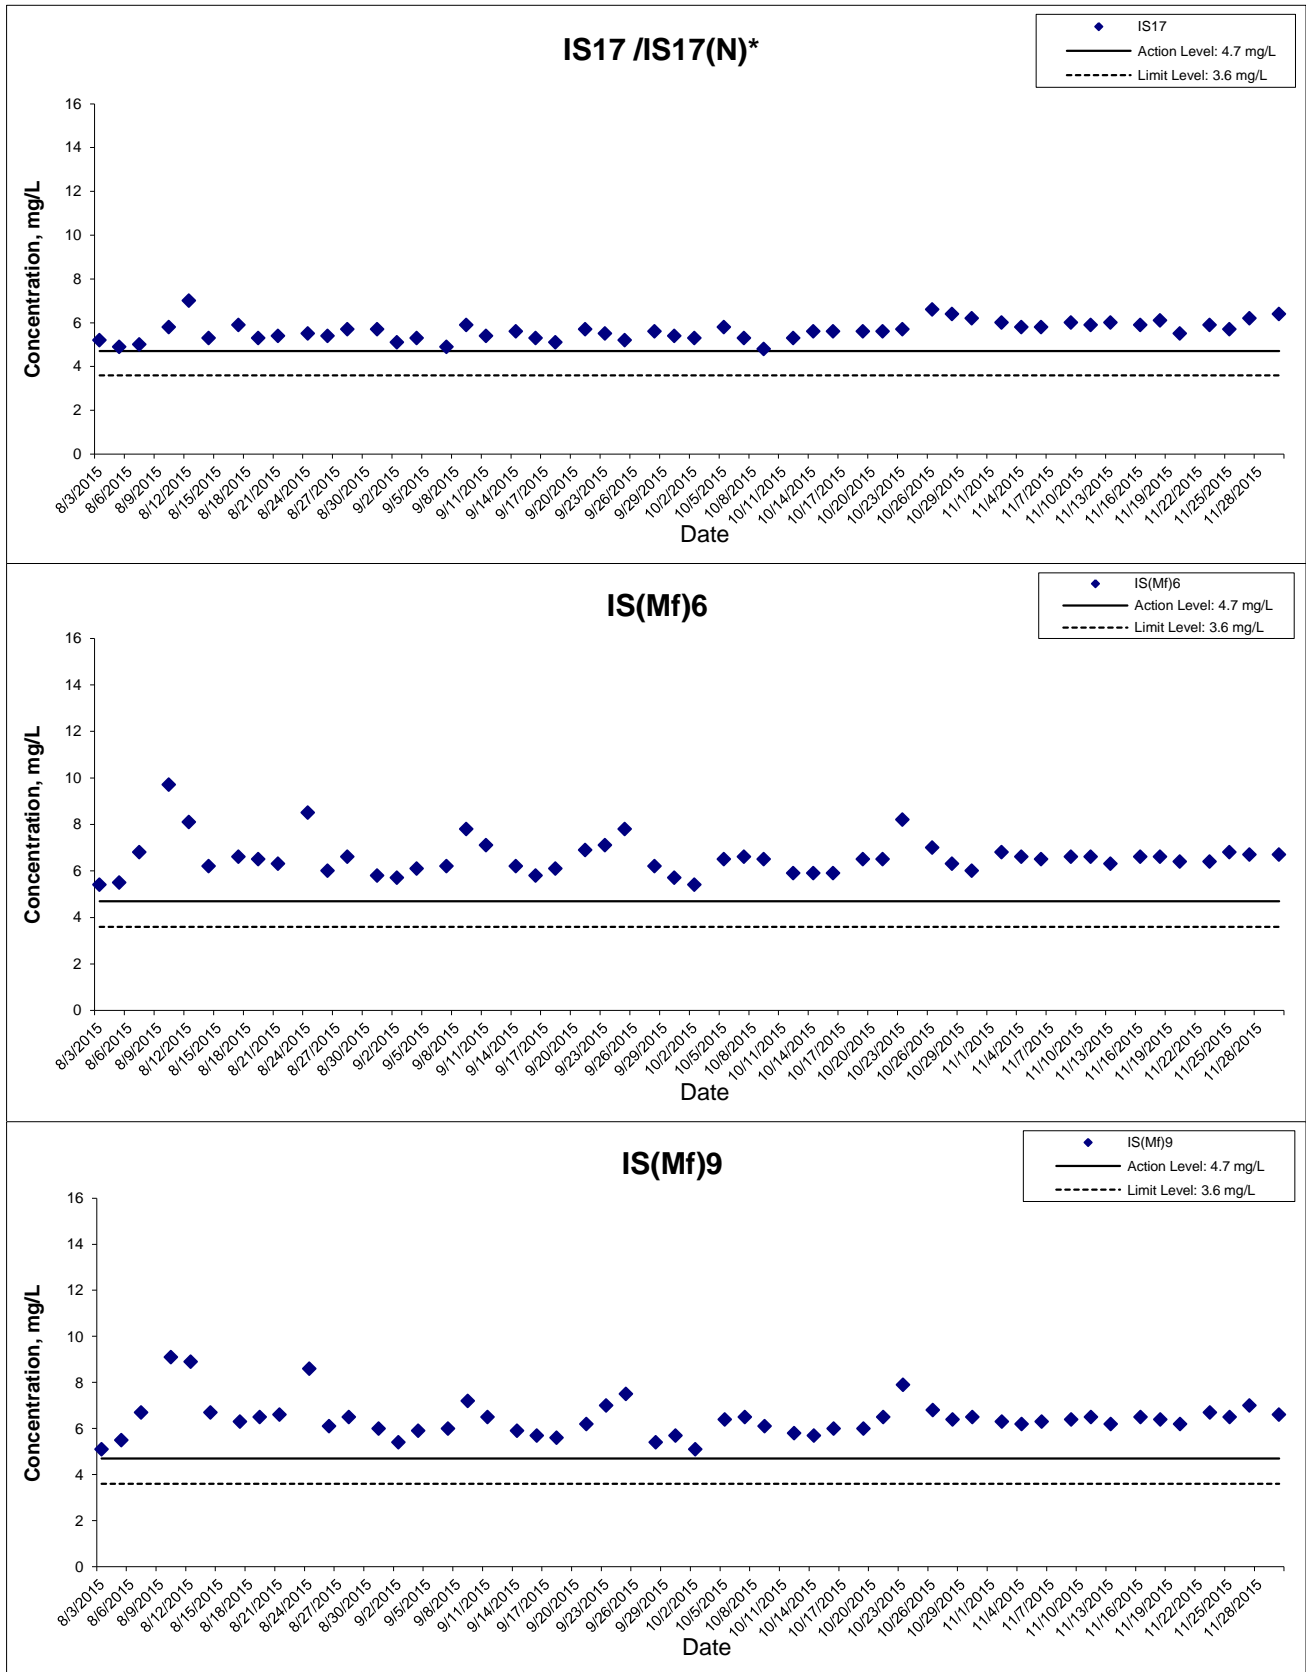 IS17 /IS17(N)*
IS17
Action Level: 4.7 mg/L
Limit Level: 3.6 mg/L
Concentration, mg/L
16
14
12
10
8
6
4
2
0
8/3/2015 8/6/2015 8/9/2015 8/12/2015 8/15/2015 8/18/2015 8/21/2015 8/24/2015 8/27/2015 8/30/2015 9/2/2015 9/5/2015 9/8/2015 9/11/2015 9/14/2015 9/17/2015 9/20/2015 9/23/2015 9/26/2015 9/29/2015 10/2/2015 10/5/2015 10/8/2015 10/11/2015 10/14/2015 10/17/2015 10/20/2015 10/23/2015 10/26/2015 10/29/2015 11/1/2015 11/4/2015 11/7/2015 11/10/2015 11/13/2015 11/16/2015 11/19/2015 11/22/2015 11/25/2015 11/28/2015
Date
IS(Mf)6
IS(Mf)6
Action Level: 4.7 mg/L
Limit Level: 3.6 mg/L
Concentration, mg/L
16
14
12
10
8
6
4
2
0
8/3/2015 8/6/2015 8/9/2015 8/12/2015 8/15/2015 8/18/2015 8/21/2015 8/24/2015 8/27/2015 8/30/2015 9/2/2015 9/5/2015 9/8/2015 9/11/2015 9/14/2015 9/17/2015 9/20/2015 9/23/2015 9/26/2015 9/29/2015 10/2/2015 10/5/2015 10/8/2015 10/11/2015 10/14/2015 10/17/2015 10/20/2015 10/23/2015 10/26/2015 10/29/2015 11/1/2015 11/4/2015 11/7/2015 11/10/2015 11/13/2015 11/16/2015 11/19/2015 11/22/2015 11/25/2015 11/28/2015
Date
IS(Mf)9
IS(Mf)9
Action Level: 4.7 mg/L
Limit Level: 3.6 mg/L
Concentration, mg/L
16
14
12
10
8
6
4
2
0
8/3/2015 8/6/2015 8/9/2015 8/12/2015 8/15/2015 8/18/2015 8/21/2015 8/24/2015 8/27/2015 8/30/2015 9/2/2015 9/5/2015 9/8/2015 9/11/2015 9/14/2015 9/17/2015 9/20/2015 9/23/2015 9/26/2015 9/29/2015 10/2/2015 10/5/2015 10/8/2015 10/11/2015 10/14/2015 10/17/2015 10/20/2015 10/23/2015 10/26/2015 10/29/2015 11/1/2015 11/4/2015 11/7/2015 11/10/2015 11/13/2015 11/16/2015 11/19/2015 11/22/2015 11/25/2015 11/28/2015
Date